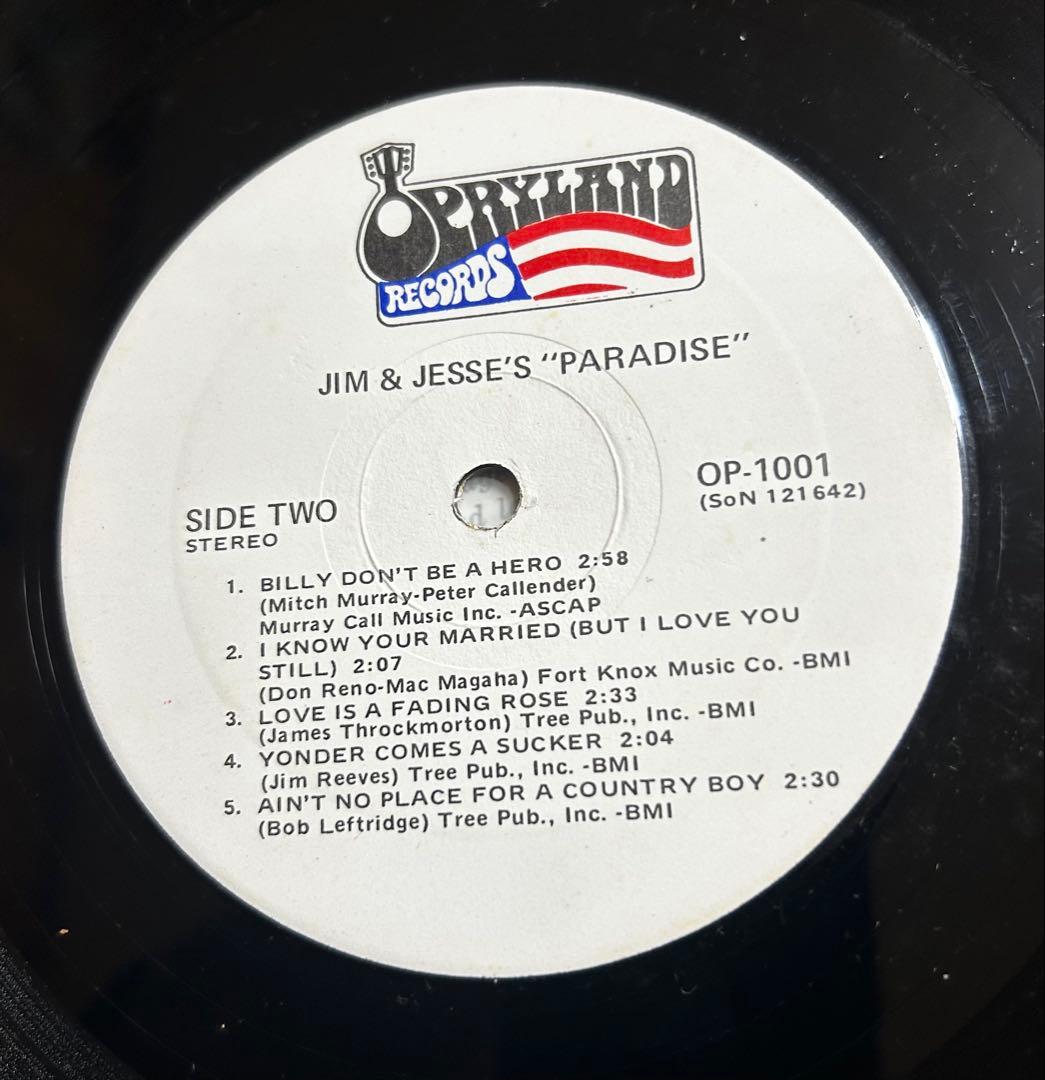 OPRYLAND
RECORDS
JIM & JESSE'S "PARADISE"
OP-1001
(SoN 121642)
SIDE TWO
STEREO
1. BILLY DON'T BE A HERO 2:58
(Mitch Murray-Peter Callender)
Murray Call Music Inc. -ASCAP
2. I KNOW YOUR MARRIED (BUT I LOVE YOU
STILL) 2:07
(Don Reno-Mac Magaha) Fort Knox Music Co. -BMI
3. LOVE IS A FADING ROSE 2:33
(James Throckmorton) Tree Pub., Inc. -BMI
4. YONDER COMES A SUCKER 2:04
(Jim Reeves) Tree Pub., Inc. -BMI
5. AIN'T NO PLACE FOR A COUNTRY BOY 2:30
(Bob Leftridge) Tree Pub., Inc. -BMI